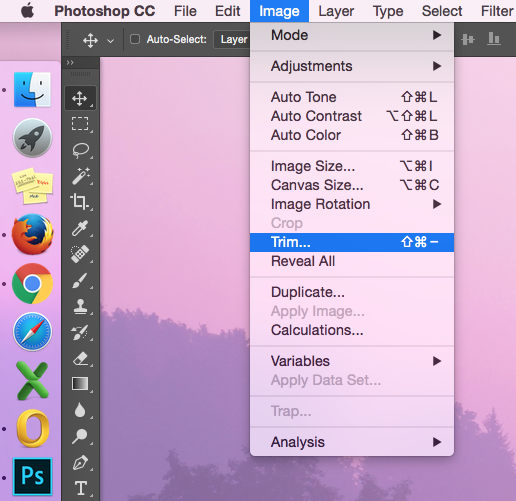 Photoshop CC File Edit Image Layer Type Select Filter
Auto-Select: Layer
Mode
Adjustments
Auto Tone ⇧⌘L
Auto Contrast ⌥⇧⌘L
Auto Color ⇧⌘B
Image Size... ⌥⌘I
Canvas Size... ⌥⌘C
Image Rotation
Crop
Trim... ⇧⌘-
Reveal All
Duplicate...
Apply Image...
Calculations...
Variables
Apply Data Set...
Trap...
Analysis
Ps
T